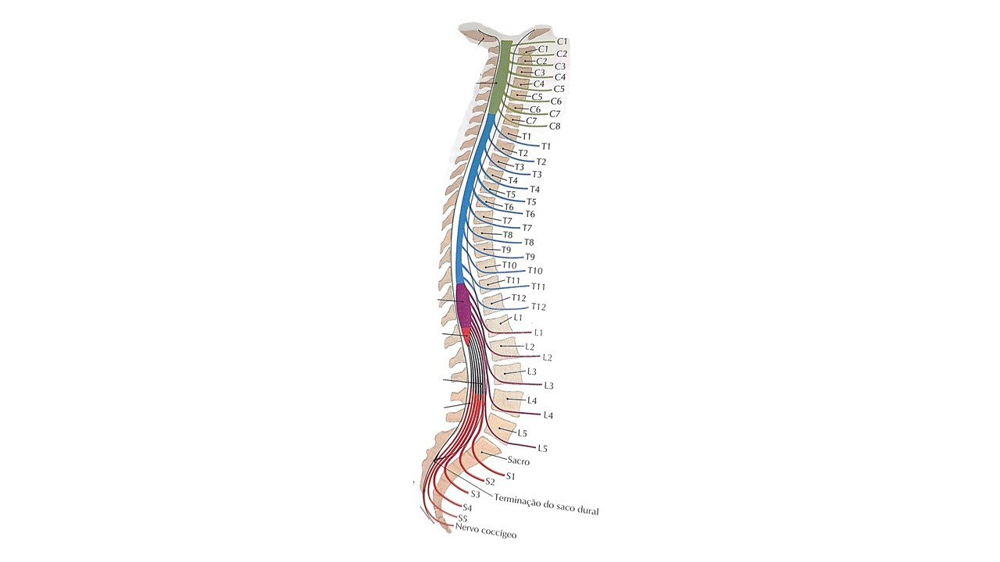 C1
C1
C2
C2
C3
C3
C4
C4
C5
C5
C6
C6
C7
C7
C8
T1
T1
T2
T2
T3
T3
T4
T4
T5
T5
T6
T6
T7
T7
T8
T8
T9
T9
T10
T10
T11
T11
T12
T12
L1
L1
L2
L2
L3
L3
L4
L4
L5
L5
Sacro
S1
S2
S3
Terminação do saco dural
S4
S5
Nervo coccígeo